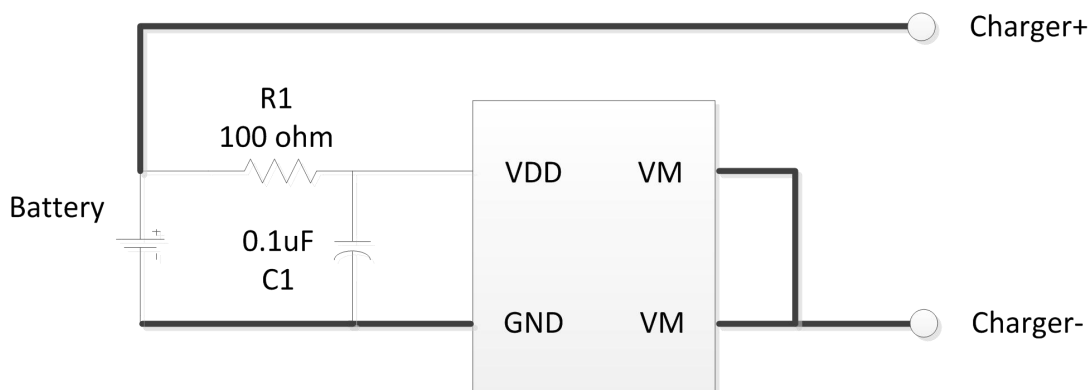 Charger+
R1
100 ohm
VDD
VM
Battery
+
-
0.1uF
C1
GND
VM
Charger-